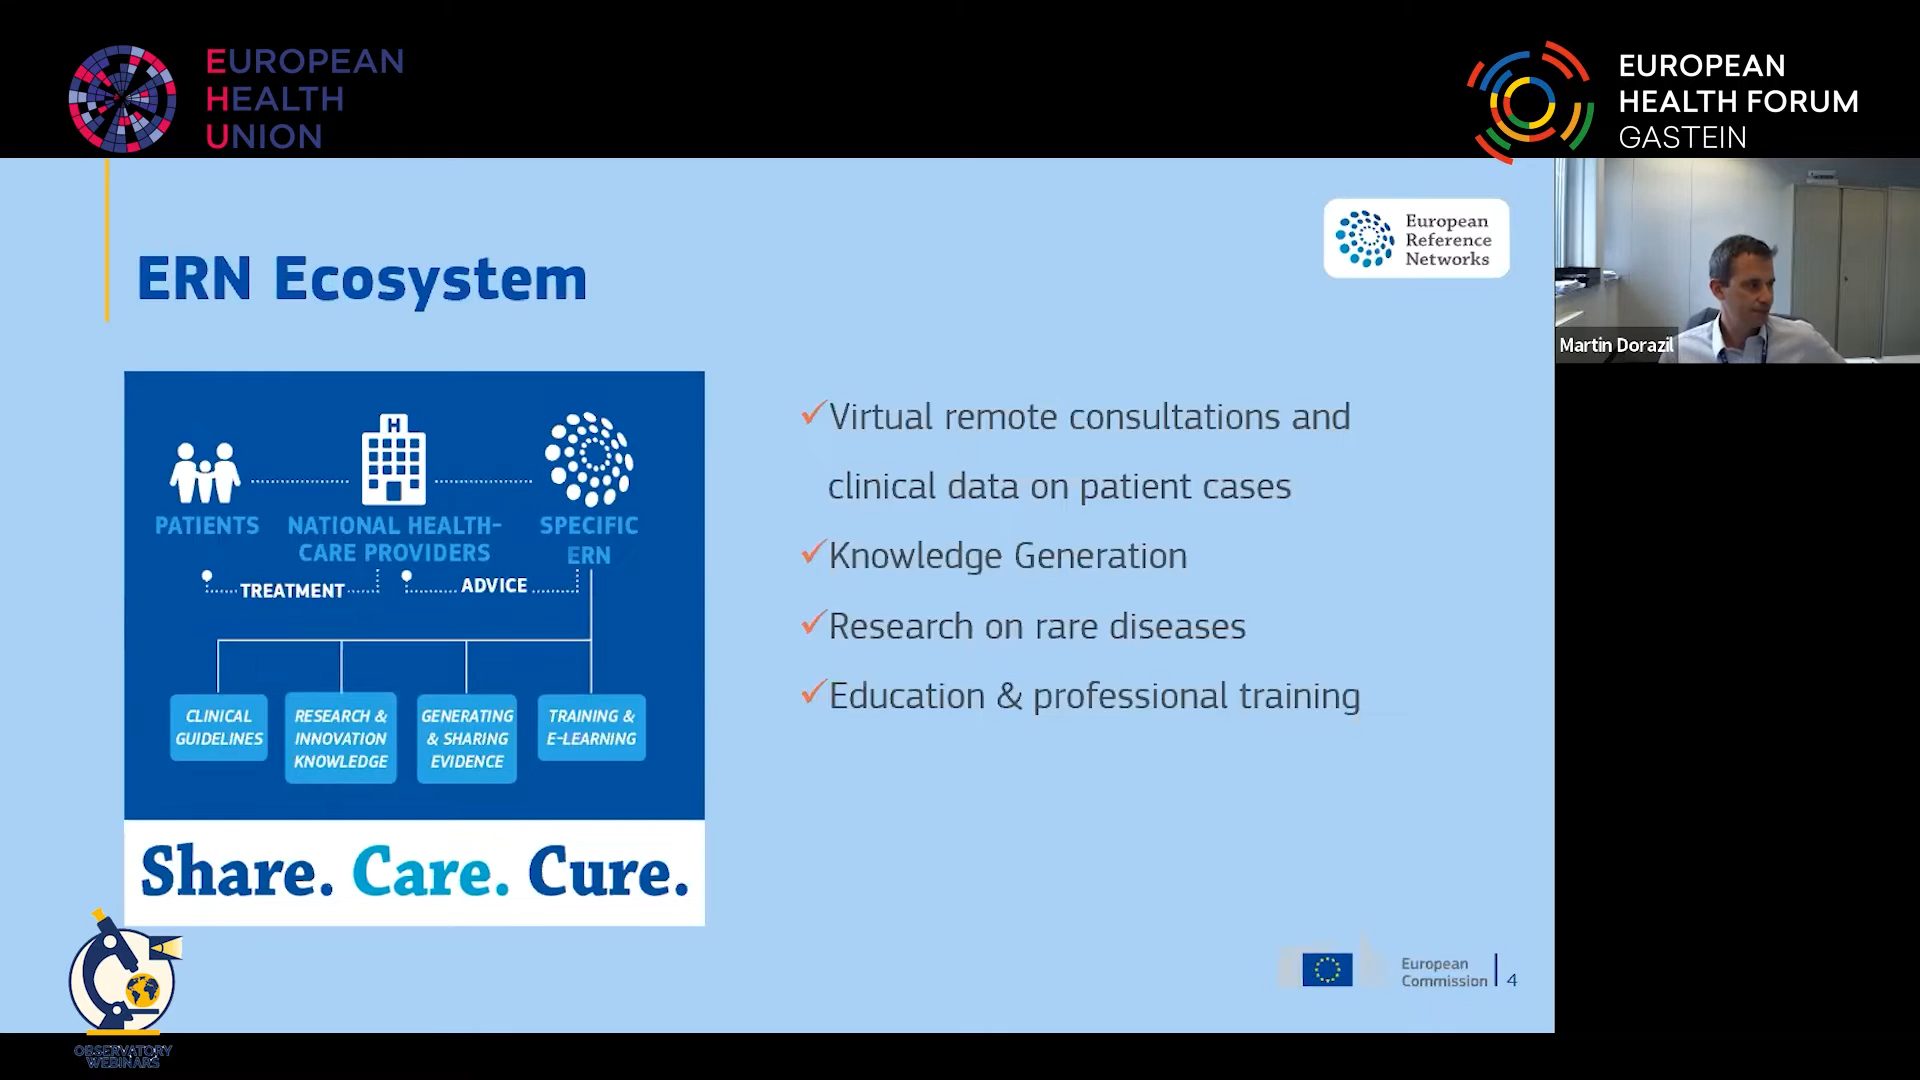 EUROPEAN
HEALTH
UNION
EUROPEAN
HEALTH FORUM
GASTEIN
European
Reference
Networks
ERN Ecosystem
Martin Dorazil
H
PATIENTS
NATIONAL HEALTH-
CARE PROVIDERS
SPECIFIC
ERN
TREATMENT
ADVICE
CLINICAL
GUIDELINES
RESEARCH &
INNOVATION
KNOWLEDGE
GENERATING
& SHARING
EVIDENCE
TRAINING &
E-LEARNING
Share. Care. Cure.
✓Virtual remote consultations and
clinical data on patient cases
✓Knowledge Generation
✓Research on rare diseases
✓Education & professional training
European
Commission
4
OBSERVATORY
WEBINARS